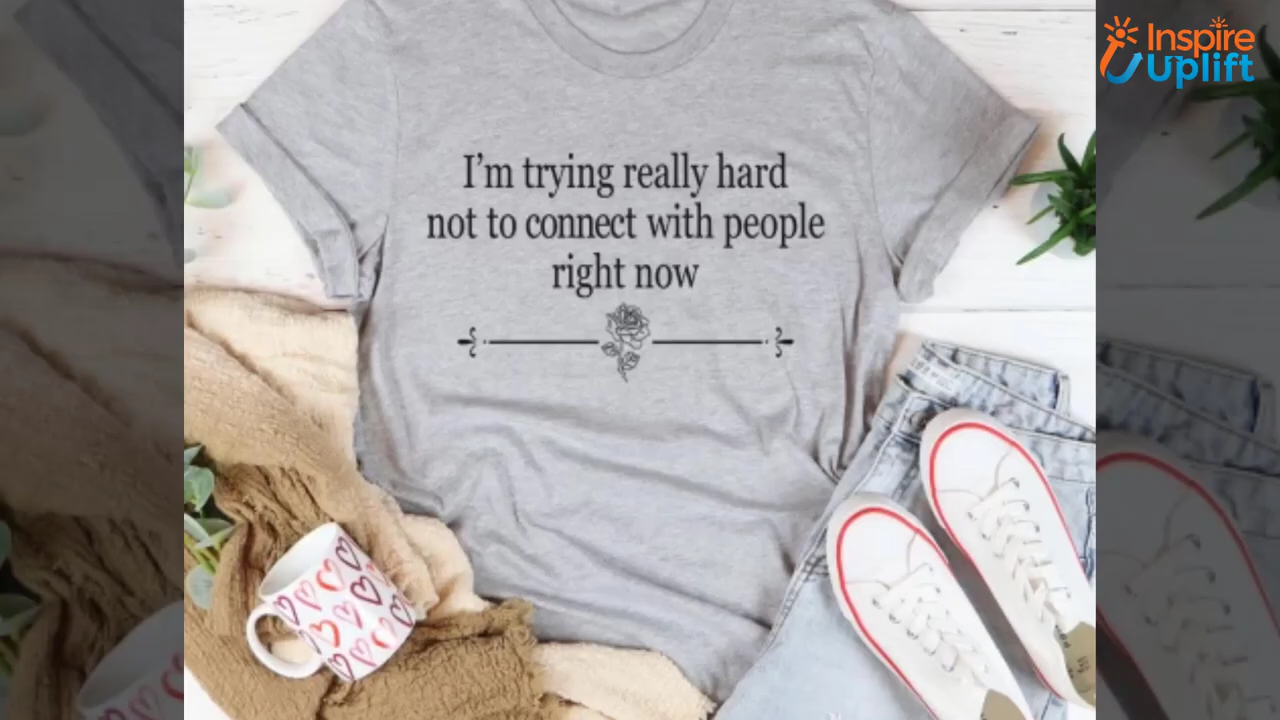 I'm trying really hard
not to connect with people
right now
Inspire
Uplift